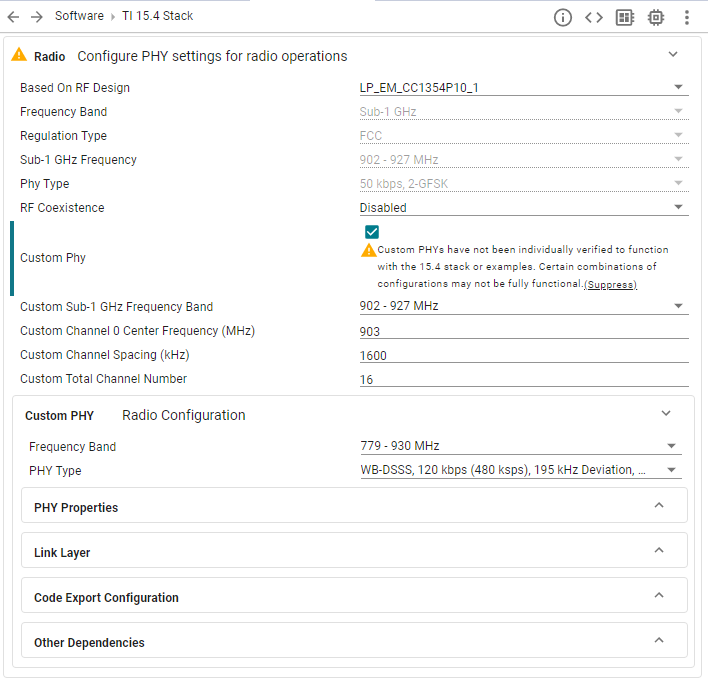 Software › TI 15.4 Stack
Radio Configure PHY settings for radio operations
Based On RF Design LP_EM_CC1354P10_1
Frequency Band Sub-1 GHz
Regulation Type FCC
Sub-1 GHz Frequency 902 - 927 MHz
Phy Type 50 kbps, 2-GFSK
RF Coexistence Disabled
Custom Phy
Custom PHYs have not been individually verified to function
with the 15.4 stack or examples. Certain combinations of
configurations may not be fully functional.(Suppress)
Custom Sub-1 GHz Frequency Band 902 - 927 MHz
Custom Channel 0 Center Frequency (MHz) 903
Custom Channel Spacing (kHz) 1600
Custom Total Channel Number 16
Custom PHY Radio Configuration
Frequency Band 779 - 930 MHz
PHY Type WB-DSSS, 120 kbps (480 ksps), 195 kHz Deviation, ...
PHY Properties
Link Layer
Code Export Configuration
Other Dependencies